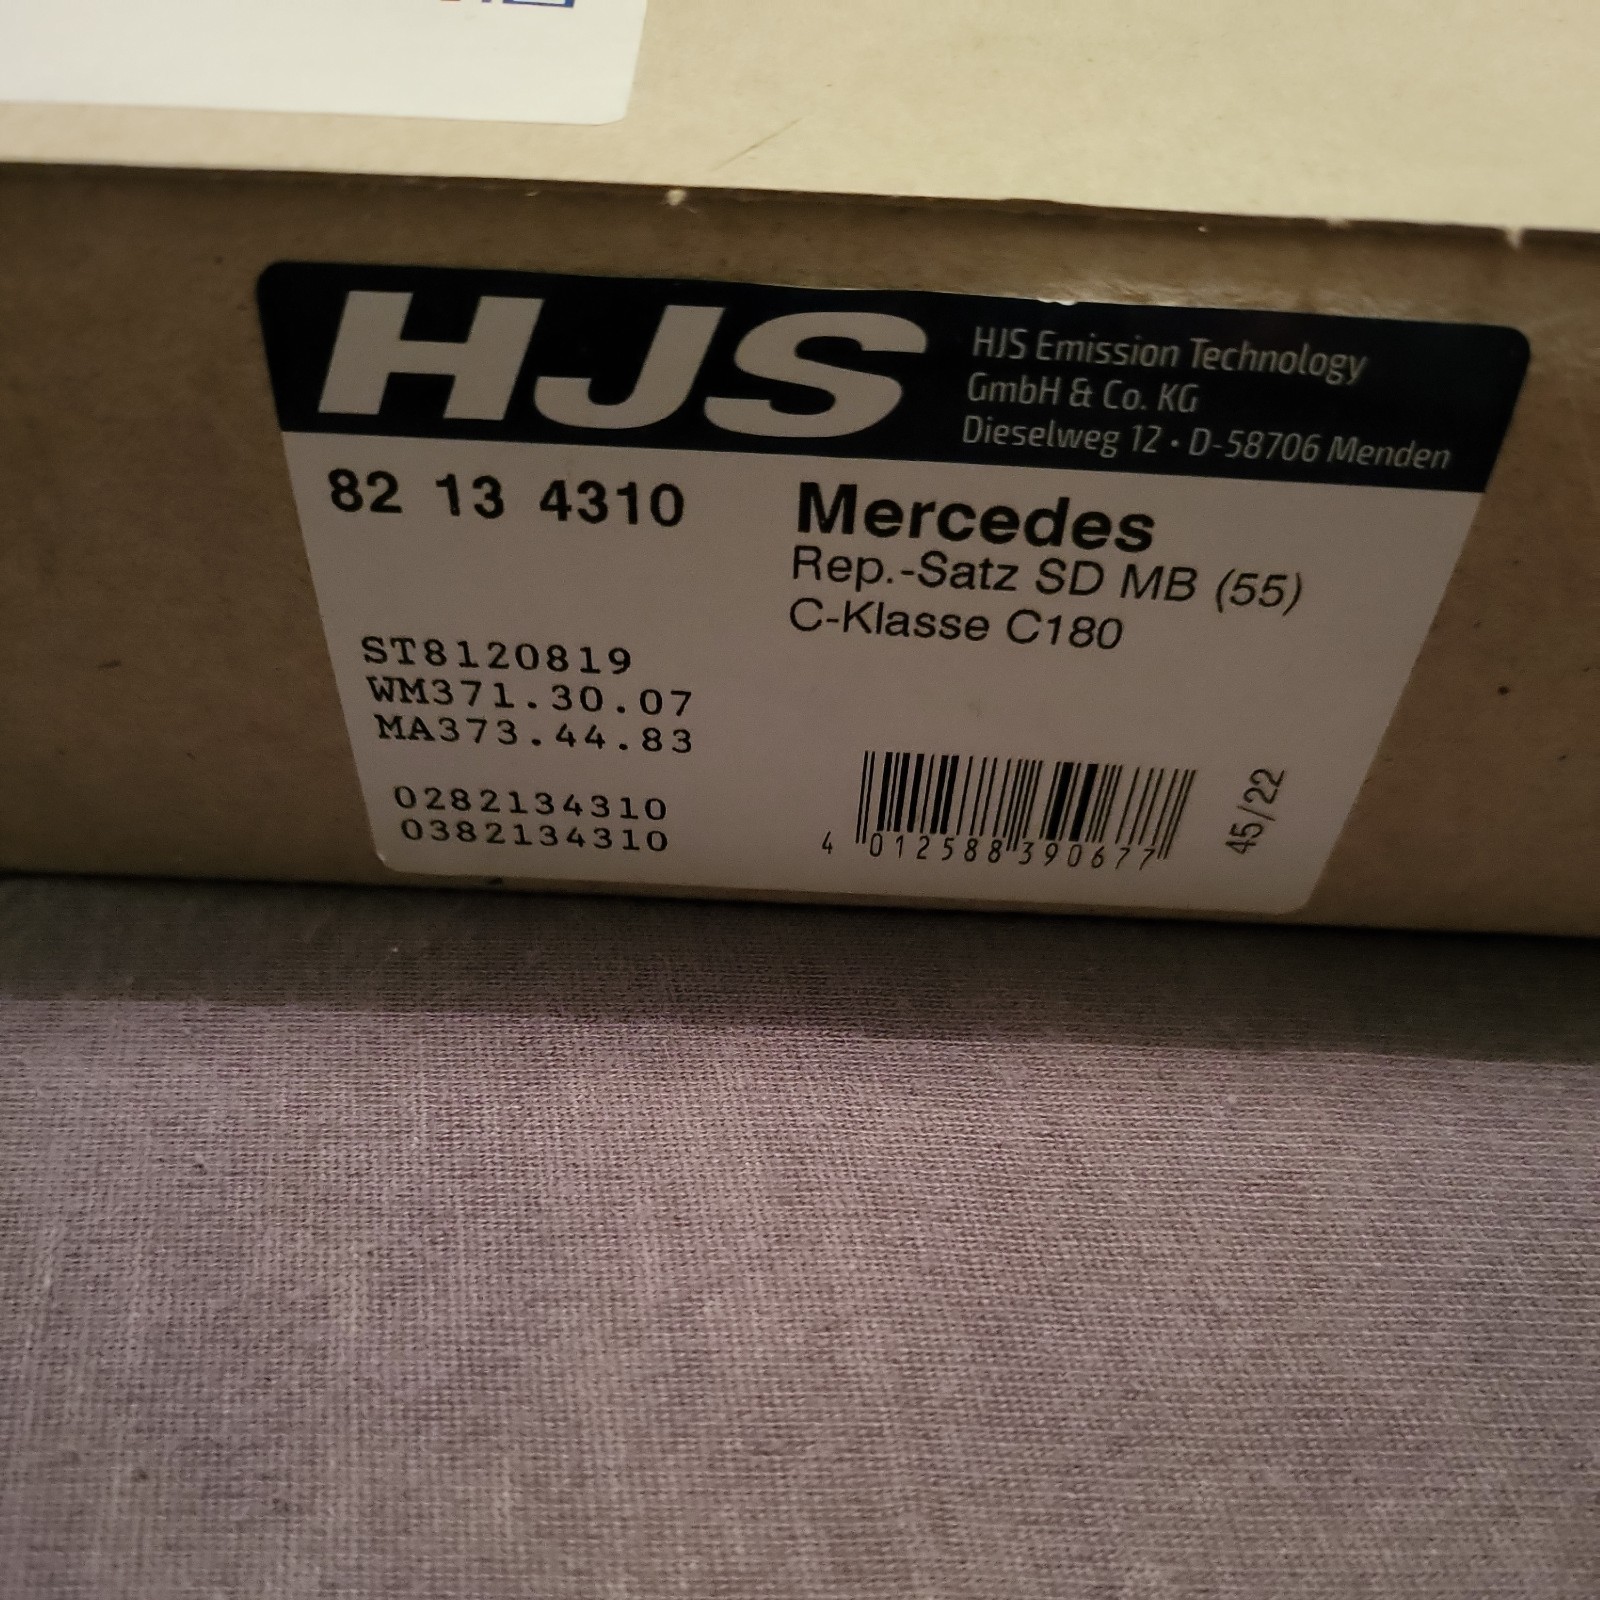 HJS
HJS Emission Technology
GmbH & Co. KG
Dieselweg 12 • D-58706 Menden
82 13 4310
Mercedes
Rep.-Satz SD MB (55)
C-Klasse C180
ST8120819
WM371.30.07
MA373.44.83
0282134310
0382134310
4 012588 390677
45/22